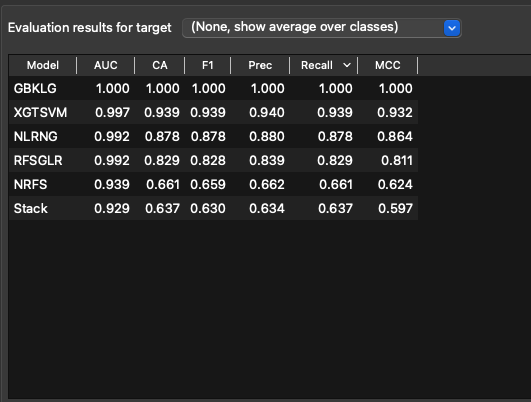 Evaluation results for target (None, show average over classes)
Model AUC CA F1 Prec Recall MCC
GBKLG 1.000 1.000 1.000 1.000 1.000 1.000
XGTSVM 0.997 0.939 0.939 0.940 0.939 0.932
NLRNG 0.992 0.878 0.878 0.880 0.878 0.864
RFSGLR 0.992 0.829 0.828 0.839 0.829 0.811
NRFS 0.939 0.661 0.659 0.662 0.661 0.624
Stack 0.929 0.637 0.630 0.634 0.637 0.597